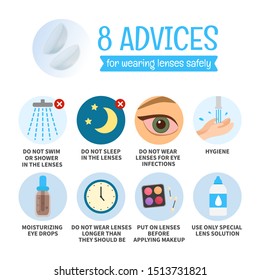 8 ADVICES
for wearing lenses safely
DO NOT SWIM
OR SHOWER
IN THE LENSES
DO NOT SLEEP
IN THE LENSES
DO NOT WEAR
LENSES FOR EYE
INFECTIONS
HYGIENE
MOISTURIZING
EYE DROPS
DO NOT WEAR LENSES
LONGER THAN
THEY SHOULD BE
PUT ON LENSES
BEFORE
APPLYING MAKEUP
USE ONLY SPECIAL
LENS SOLUTION
shutterstock.com · 1513731821